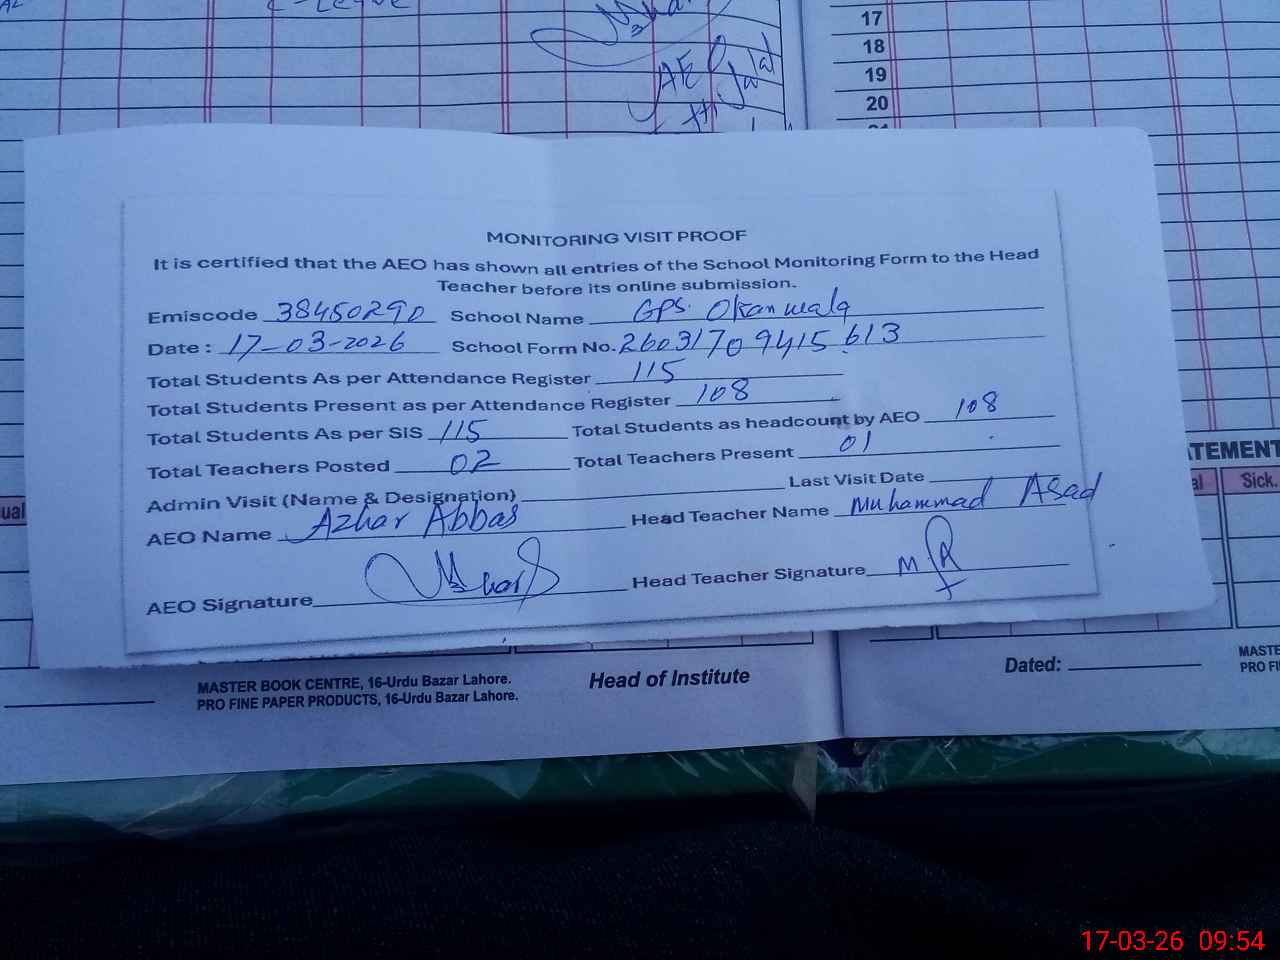 17
18
19
20
AEO
MONITORING VISIT PROOF
It is certified that the AEO has shown all entries of the School Monitoring Form to the Head
Teacher before its online submission.
Emiscode 38450290 School Name GPS. Okanwala
Date : 17-03-2026 School Form No. 26031709415613
Total Students As per Attendance Register 115
Total Students Present as per Attendance Register 108
Total Students As per SIS 115 Total Students as headcount by AEO 108
Total Teachers Posted 02 Total Teachers Present 01
Admin Visit (Name & Designation) Last Visit Date
AEO Name Azhar Abbas Head Teacher Name Muhammad Asad
AEO Signature Head Teacher Signature
TEMENT
Sick.
MASTER BOOK CENTRE, 16-Urdu Bazar Lahore.
PRO FINE PAPER PRODUCTS, 16-Urdu Bazar Lahore.
Head of Institute
Dated:
MASTE
PRO FI
17-03-26 09:54